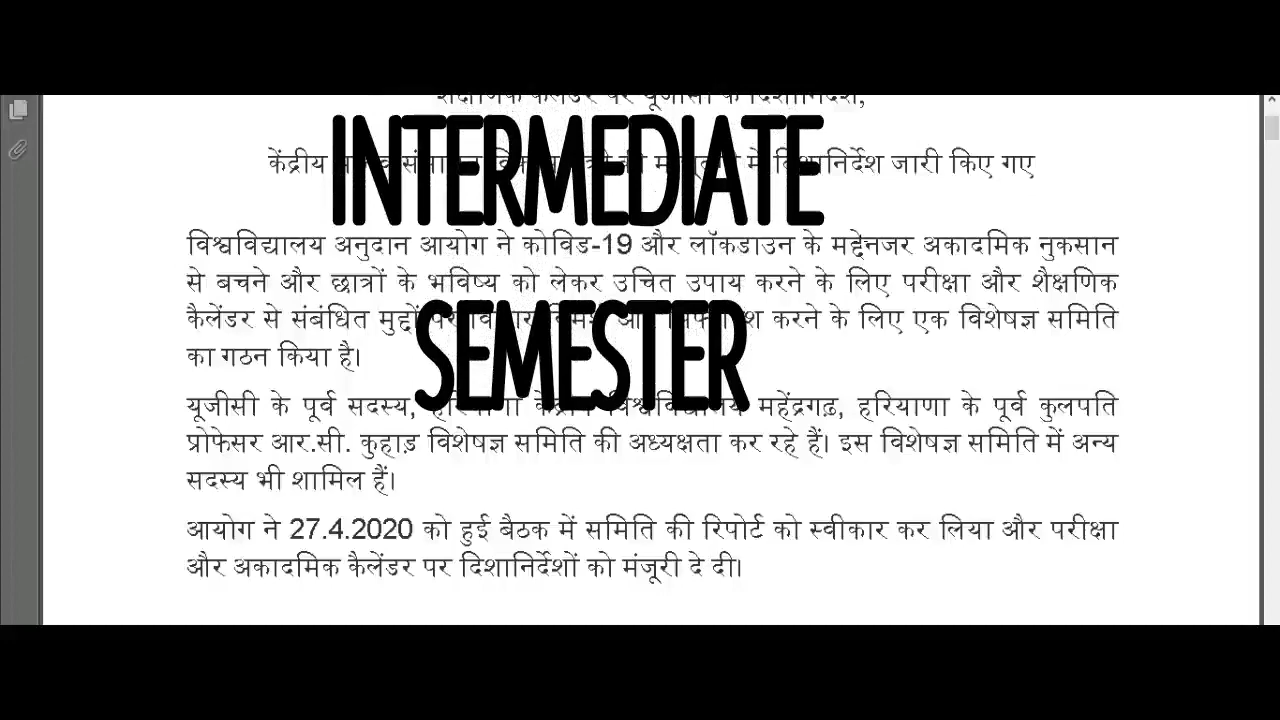 INTERMEDIATE
केंद्रीय में दिशानिर्देश जारी किए गए
विश्वविद्यालय अनुदान आयोग ने कोविड-19 और लॉकडाउन के मद्देनजर अकादमिक नुकसान
से बचने और छात्रों के भविष्य को लेकर उचित उपाय करने के लिए परीक्षा और शैक्षणिक
कैलेंडर से संबंधित मुद्दों पर करने के लिए एक विशेषज्ञ समिति
SEMESTER
का गठन किया है।
यूजीसी के पूर्व सदस्य, विश्वविद्यालय महेंद्रगढ़, हरियाणा के पूर्व कुलपति
प्रोफेसर आर.सी. कुहाड़ विशेषज्ञ समिति की अध्यक्षता कर रहे हैं। इस विशेषज्ञ समिति में अन्य
सदस्य भी शामिल हैं।
आयोग ने 27.4.2020 को हुई बैठक में समिति की रिपोर्ट को स्वीकार कर लिया और परीक्षा
और अकादमिक कैलेंडर पर दिशानिर्देशों को मंजूरी दे दी।